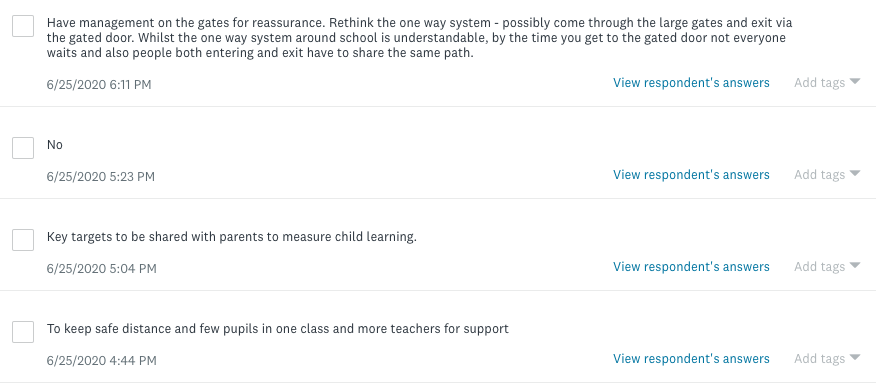 Have management on the gates for reassurance. Rethink the one way system - possibly come through the large gates and exit via
the gated door. Whilst the one way system around school is understandable, by the time you get to the gated door not everyone
waits and also people both entering and exit have to share the same path.
6/25/2020 6:11 PM
View respondent's answers
Add tags
No
6/25/2020 5:23 PM
View respondent's answers
Add tags
Key targets to be shared with parents to measure child learning.
6/25/2020 5:04 PM
View respondent's answers
Add tags
To keep safe distance and few pupils in one class and more teachers for support
6/25/2020 4:44 PM
View respondent's answers
Add tags